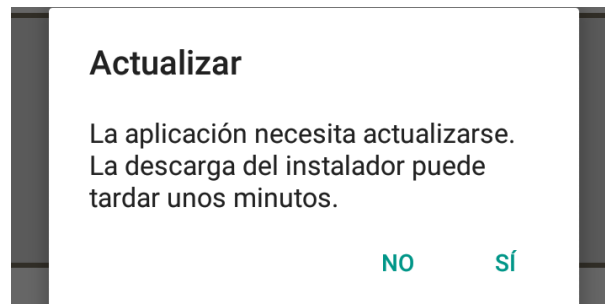 Actualizar
La aplicación necesita actualizarse.
La descarga del instalador puede
tardar unos minutos.
NO SÍ